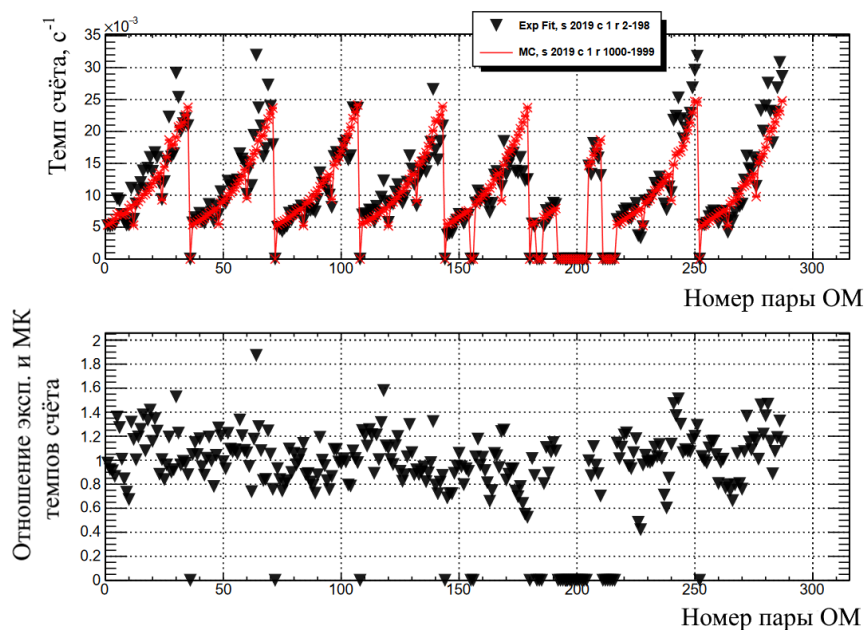 ×10⁻³
Exp Fit, s 2019 c 1 r 2-198
MC, s 2019 c 1 r 1000-1999
Темп счёта, с⁻¹
35
30
25
20
15
10
5
0
0 50 100 150 200 250 300
Номер пары ОМ
Отношение эксп. и МК
темпов счёта
2
1.8
1.6
1.4
1.2
1
0.8
0.6
0.4
0.2
0
0 50 100 150 200 250 300
Номер пары ОМ